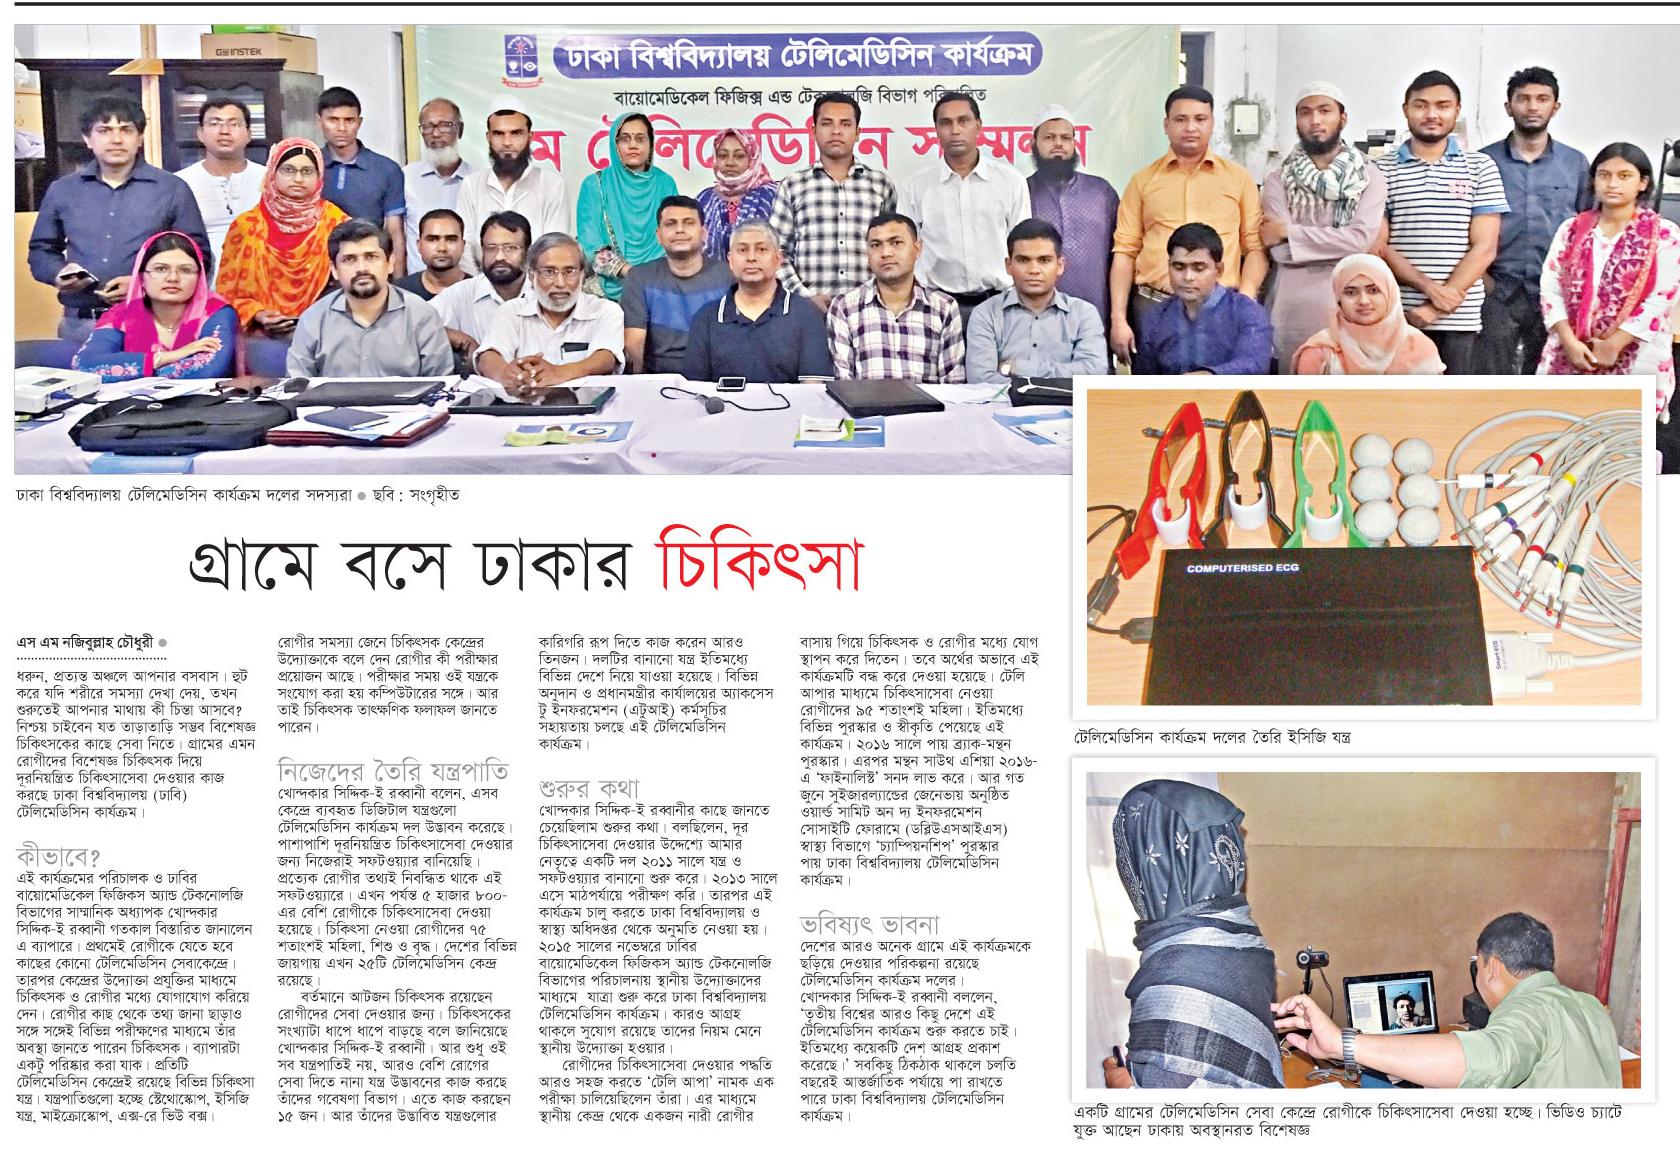 GWINSTEK
ঢাকা বিশ্ববিদ্যালয় টেলিমেডিসিন কার্যক্রম
বায়োমেডিকেল ফিজিক্স এন্ড বিভাগ
ঢাকা বিশ্ববিদ্যালয় টেলিমেডিসিন কার্যক্রম দলের সদস্যরা ● ছবি : সংগৃহীত
গ্রামে বসে ঢাকার চিকিৎসা
এস এম নজিবুল্লাহ চৌধুরী ●
ধরুন, প্রত্যন্ত অঞ্চলে আপনার বসবাস। হুট
করে যদি শরীরে সমস্যা দেখা দেয়, তখন
শুরুতেই আপনার মাথায় কী চিন্তা আসবে?
নিশ্চয় চাইবেন যত তাড়াতাড়ি সম্ভব বিশেষজ্ঞ
চিকিৎসকের কাছে সেবা নিতে। গ্রামের এমন
রোগীদের বিশেষজ্ঞ চিকিৎসক দিয়ে
দূরনিয়ন্ত্রিত চিকিৎসাসেবা দেওয়ার কাজ
করছে ঢাকা বিশ্ববিদ্যালয় (ঢাবি)
টেলিমেডিসিন কার্যক্রম।
কীভাবে?
এই কার্যক্রমের পরিচালক ও ঢাবির
বায়োমেডিকেল ফিজিকস অ্যান্ড টেকনোলজি
বিভাগের সাম্মানিক অধ্যাপক খোন্দকার
সিদ্দিক-ই রব্বানী গতকাল বিস্তারিত জানালেন
এ ব্যাপারে। প্রথমেই রোগীকে যেতে হবে
কাছের কোনো টেলিমেডিসিন সেবাকেন্দ্রে।
তারপর কেন্দ্রের উদ্যোক্তা প্রযুক্তির মাধ্যমে
চিকিৎসক ও রোগীর মধ্যে যোগাযোগ করিয়ে
দেন। রোগীর কাছ থেকে তথ্য জানা ছাড়াও
সঙ্গে সঙ্গেই বিভিন্ন পরীক্ষণের মাধ্যমে তাঁর
অবস্থা জানতে পারেন চিকিৎসক। ব্যাপারটা
একটু পরিষ্কার করা যাক। প্রতিটি
টেলিমেডিসিন কেন্দ্রেই রয়েছে বিভিন্ন চিকিৎসা
যন্ত্র। যন্ত্রপাতিগুলো হচ্ছে স্টেথোস্কোপ, ইসিজি
যন্ত্র, মাইক্রোস্কোপ, এক্স-রে ভিউ বক্স।
রোগীর সমস্যা জেনে চিকিৎসক কেন্দ্রের
উদ্যোক্তাকে বলে দেন রোগীর কী পরীক্ষার
প্রয়োজন আছে। পরীক্ষার সময় ওই যন্ত্রকে
সংযোগ করা হয় কম্পিউটারের সঙ্গে। আর
তাই চিকিৎসক তাৎক্ষণিক ফলাফল জানতে
পারেন।
নিজেদের তৈরি যন্ত্রপাতি
খোন্দকার সিদ্দিক-ই রব্বানী বলেন, এসব
কেন্দ্রে ব্যবহৃত ডিজিটাল যন্ত্রগুলো
টেলিমেডিসিন কার্যক্রম দল উদ্ভাবন করেছে।
পাশাপাশি দূরনিয়ন্ত্রিত চিকিৎসাসেবা দেওয়ার
জন্য নিজেরাই সফটওয়্যার বানিয়েছি।
প্রত্যেক রোগীর তথ্যই নিবন্ধিত থাকে এই
সফটওয়্যারে। এখন পর্যন্ত ৫ হাজার ৮০০-
এর বেশি রোগীকে চিকিৎসাসেবা দেওয়া
হয়েছে। চিকিৎসা নেওয়া রোগীদের ৭৫
শতাংশই মহিলা, শিশু ও বৃদ্ধ। দেশের বিভিন্ন
জায়গায় এখন ২৫টি টেলিমেডিসিন কেন্দ্র
রয়েছে।
বর্তমানে আটজন চিকিৎসক রয়েছেন
রোগীদের সেবা দেওয়ার জন্য। চিকিৎসকের
সংখ্যাটা ধাপে ধাপে বাড়ছে বলে জানিয়েছে
খোন্দকার সিদ্দিক-ই রব্বানী। আর শুধু ওই
সব যন্ত্রপাতিই নয়, আরও বেশি রোগের
সেবা দিতে নানা যন্ত্র উদ্ভাবনের কাজ করছে
তাঁদের গবেষণা বিভাগ। এতে কাজ করছেন
১৫ জন। আর তাঁদের উদ্ভাবিত যন্ত্রগুলোর
কারিগরি রূপ দিতে কাজ করেন আরও
তিনজন। দলটির বানানো যন্ত্র ইতিমধ্যে
বিভিন্ন দেশে নিয়ে যাওয়া হয়েছে। বিভিন্ন
অনুদান ও প্রধানমন্ত্রীর কার্যালয়ের অ্যাকসেস
টু ইনফরমেশন (এটুআই) কর্মসূচির
সহায়তায় চলছে এই টেলিমেডিসিন
কার্যক্রম।
শুরুর কথা
খোন্দকার সিদ্দিক-ই রব্বানীর কাছে জানতে
চেয়েছিলাম শুরুর কথা। বলছিলেন, দূর
চিকিৎসাসেবা দেওয়ার উদ্দেশ্যে আমার
নেতৃত্বে একটি দল ২০১১ সালে যন্ত্র ও
সফটওয়্যার বানানো শুরু করে। ২০১৩ সালে
এসে মাঠপর্যায়ে পরীক্ষণ করি। তারপর এই
কার্যক্রম চালু করতে ঢাকা বিশ্ববিদ্যালয় ও
স্বাস্থ্য অধিদপ্তর থেকে অনুমতি নেওয়া হয়।
২০১৫ সালের নভেম্বরে ঢাবির
বায়োমেডিকেল ফিজিকস অ্যান্ড টেকনোলজি
বিভাগের পরিচালনায় স্থানীয় উদ্যোক্তাদের
মাধ্যমে যাত্রা শুরু করে ঢাকা বিশ্ববিদ্যালয়
টেলিমেডিসিন কার্যক্রম। কারও আগ্রহ
থাকলে সুযোগ রয়েছে তাদের নিয়ম মেনে
স্থানীয় উদ্যোক্তা হওয়ার।
রোগীদের চিকিৎসাসেবা দেওয়ার পদ্ধতি
আরও সহজ করতে ‘টেলি আপা’ নামক এক
পরীক্ষা চালিয়েছিলেন তাঁরা। এর মাধ্যমে
স্থানীয় কেন্দ্র থেকে একজন নারী রোগীর
বাসায় গিয়ে চিকিৎসক ও রোগীর মধ্যে যোগ
স্থাপন করে দিতেন। তবে অর্থের অভাবে এই
কার্যক্রমটি বন্ধ করে দেওয়া হয়েছে। টেলি
আপার মাধ্যমে চিকিৎসাসেবা নেওয়া
রোগীদের ৯৫ শতাংশই মহিলা। ইতিমধ্যে
বিভিন্ন পুরস্কার ও স্বীকৃতি পেয়েছে এই
কার্যক্রম। ২০১৬ সালে পায় ব্র্যাক-মন্থন
পুরস্কার। এরপর মন্থন সাউথ এশিয়া ২০১৬-
এ ‘ফাইনালিস্ট’ সনদ লাভ করে। আর গত
জুনে সুইজারল্যান্ডের জেনেভায় অনুষ্ঠিত
ওয়ার্ল্ড সামিট অন দ্য ইনফরমেশন
সোসাইটি ফোরামে (ডব্লিউএসআইএস)
স্বাস্থ্য বিভাগে ‘চ্যাম্পিয়নশিপ’ পুরস্কার
পায় ঢাকা বিশ্ববিদ্যালয় টেলিমেডিসিন
কার্যক্রম।
ভবিষ্যৎ ভাবনা
দেশের আরও অনেক গ্রামে এই কার্যক্রমকে
ছড়িয়ে দেওয়ার পরিকল্পনা রয়েছে
টেলিমেডিসিন কার্যক্রম দলের।
খোন্দকার সিদ্দিক-ই রব্বানী বললেন,
‘তৃতীয় বিশ্বের আরও কিছু দেশে এই
টেলিমেডিসিন কার্যক্রম শুরু করতে চাই।
ইতিমধ্যে কয়েকটি দেশ আগ্রহ প্রকাশ
করেছে।’ সবকিছু ঠিকঠাক থাকলে চলতি
বছরেই আন্তর্জাতিক পর্যায়ে পা রাখতে
পারে ঢাকা বিশ্ববিদ্যালয় টেলিমেডিসিন
কার্যক্রম।
COMPUTERISED ECG
টেলিমেডিসিন কার্যক্রম দলের তৈরি ইসিজি যন্ত্র
একটি গ্রামের টেলিমেডিসিন সেবা কেন্দ্রে রোগীকে চিকিৎসাসেবা দেওয়া হচ্ছে। ভিডিও চ্যাটে
যুক্ত আছেন ঢাকায় অবস্থানরত বিশেষজ্ঞ